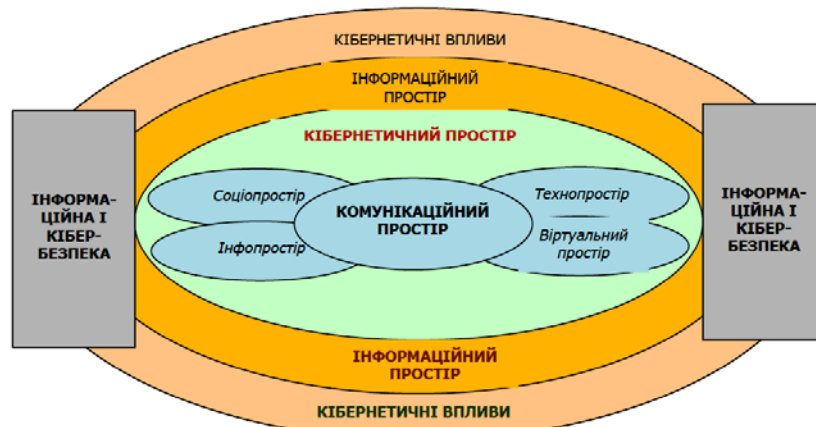 КІБЕРНЕТИЧНІ ВПЛИВИ
ІНФОРМАЦІЙНИЙ
ПРОСТІР
КІБЕРНЕТИЧНИЙ ПРОСТІР
ІНФОРМА-
ЦІЙНА І
КІБЕР-
БЕЗПЕКА
Соціопростір
Інфопростір
КОМУНІКАЦІЙНИЙ
ПРОСТІР
Технопростір
Віртуальний
простір
ІНФОРМА-
ЦІЙНА І
КІБЕР-
БЕЗПЕКА
ІНФОРМАЦІЙНИЙ
ПРОСТІР
КІБЕРНЕТИЧНІ ВПЛИВИ